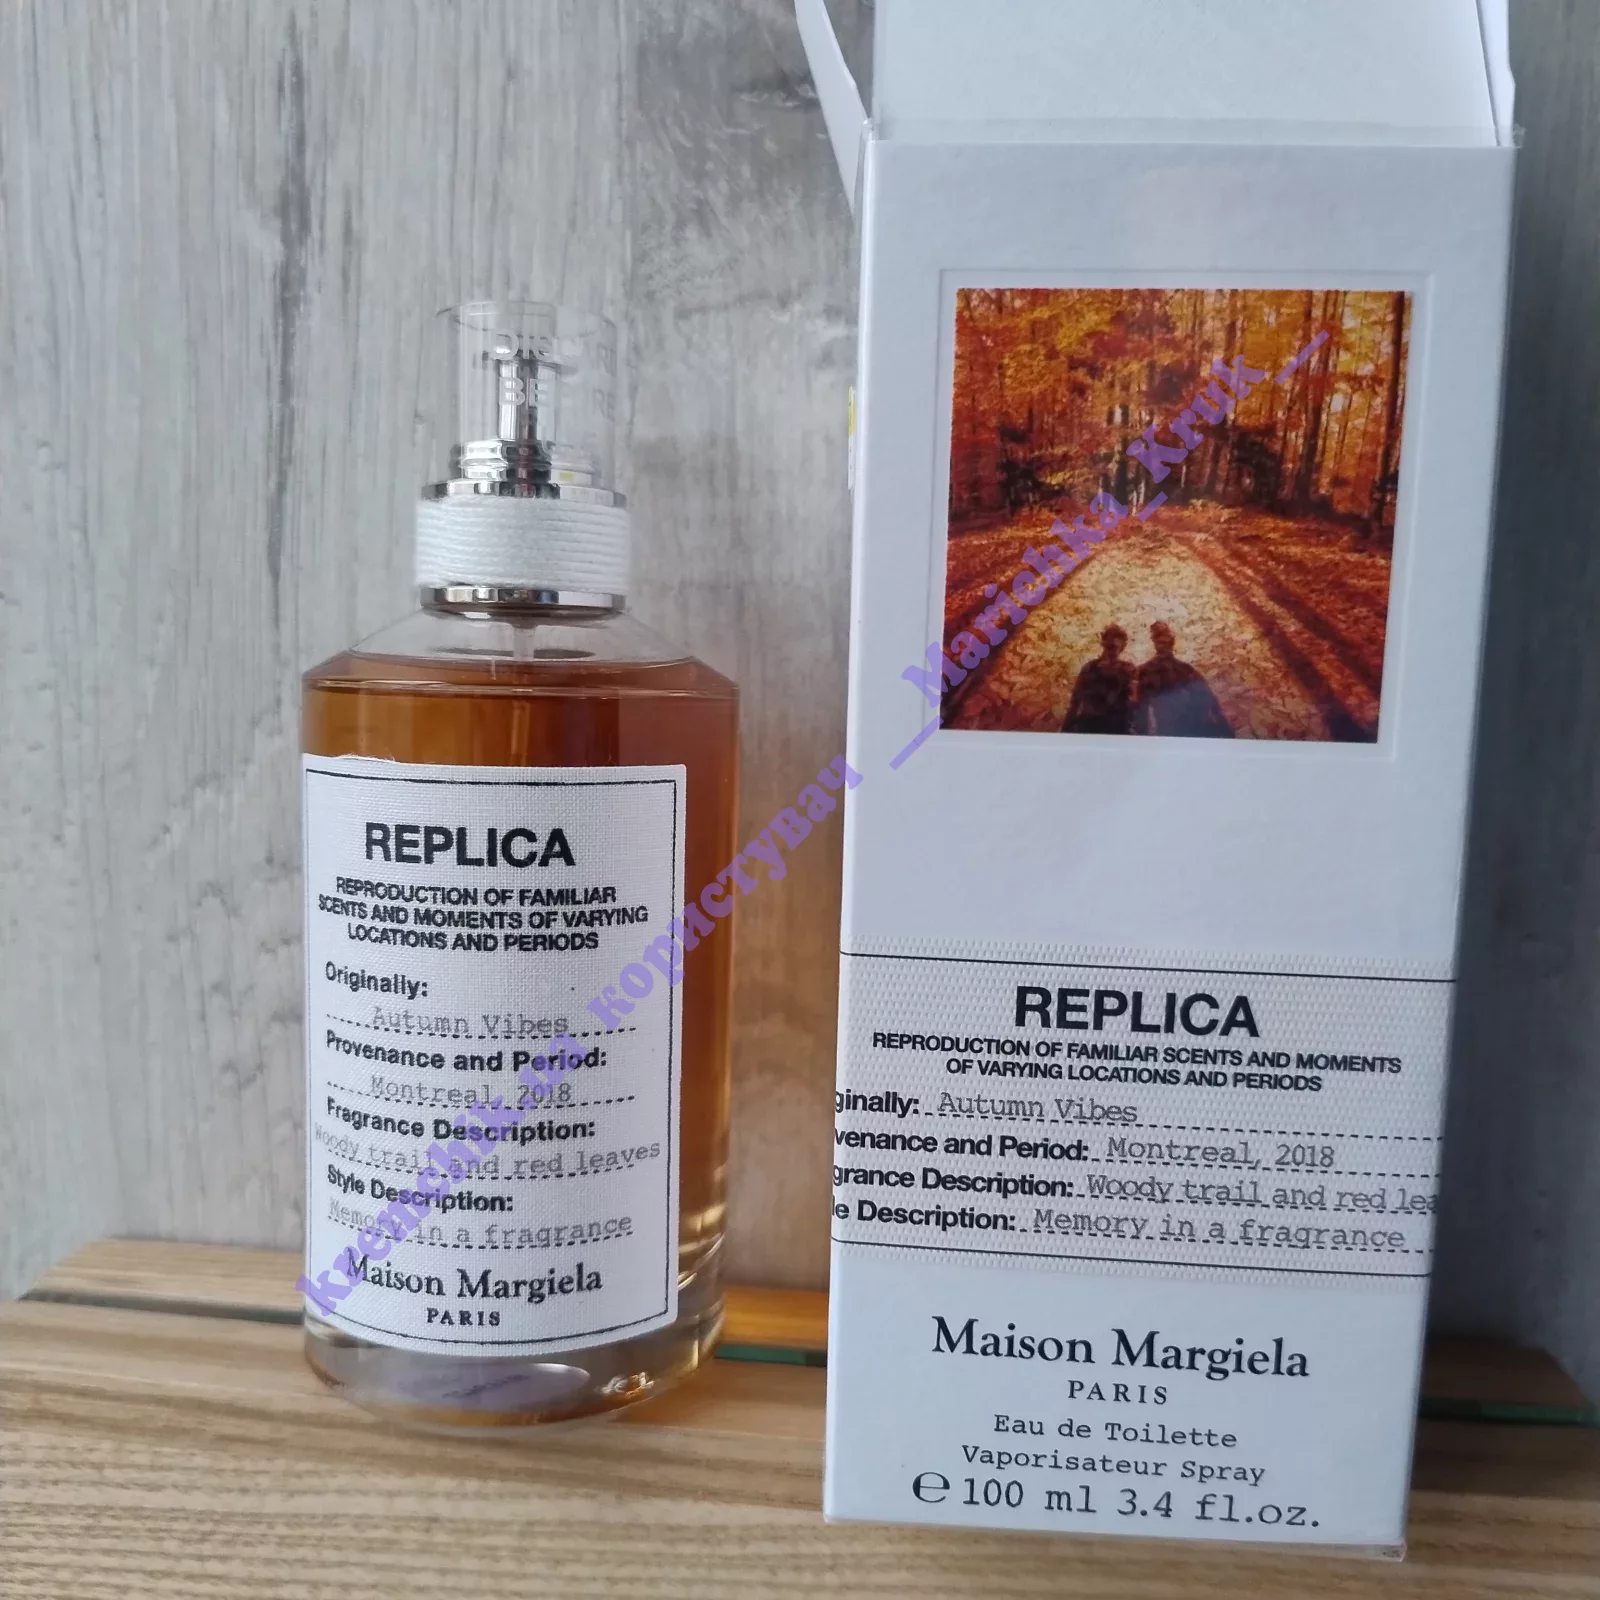 REPLICA
REPRODUCTION OF FAMILIAR
SCENTS AND MOMENTS OF VARYING
LOCATIONS AND PERIODS
Originally:
Autumn Vibes
Provenance and Period:
Montreal, 2018
Fragrance Description:
Woody trail and red leaves
Style Description:
Memory in a fragrance
Maison Margiela
PARIS
REPLICA
REPRODUCTION OF FAMILIAR SCENTS AND MOMENTS
OF VARYING LOCATIONS AND PERIODS
ginally: Autumn Vibes
venance and Period: Montreal, 2018
grance Description: Woody trail and red lea
le Description: Memory in a fragrance
Maison Margiela
PARIS
Eau de Toilette
Vaporisateur Spray
℮ 100 ml 3.4 fl.oz.
користувач __Marichka_Kruk__